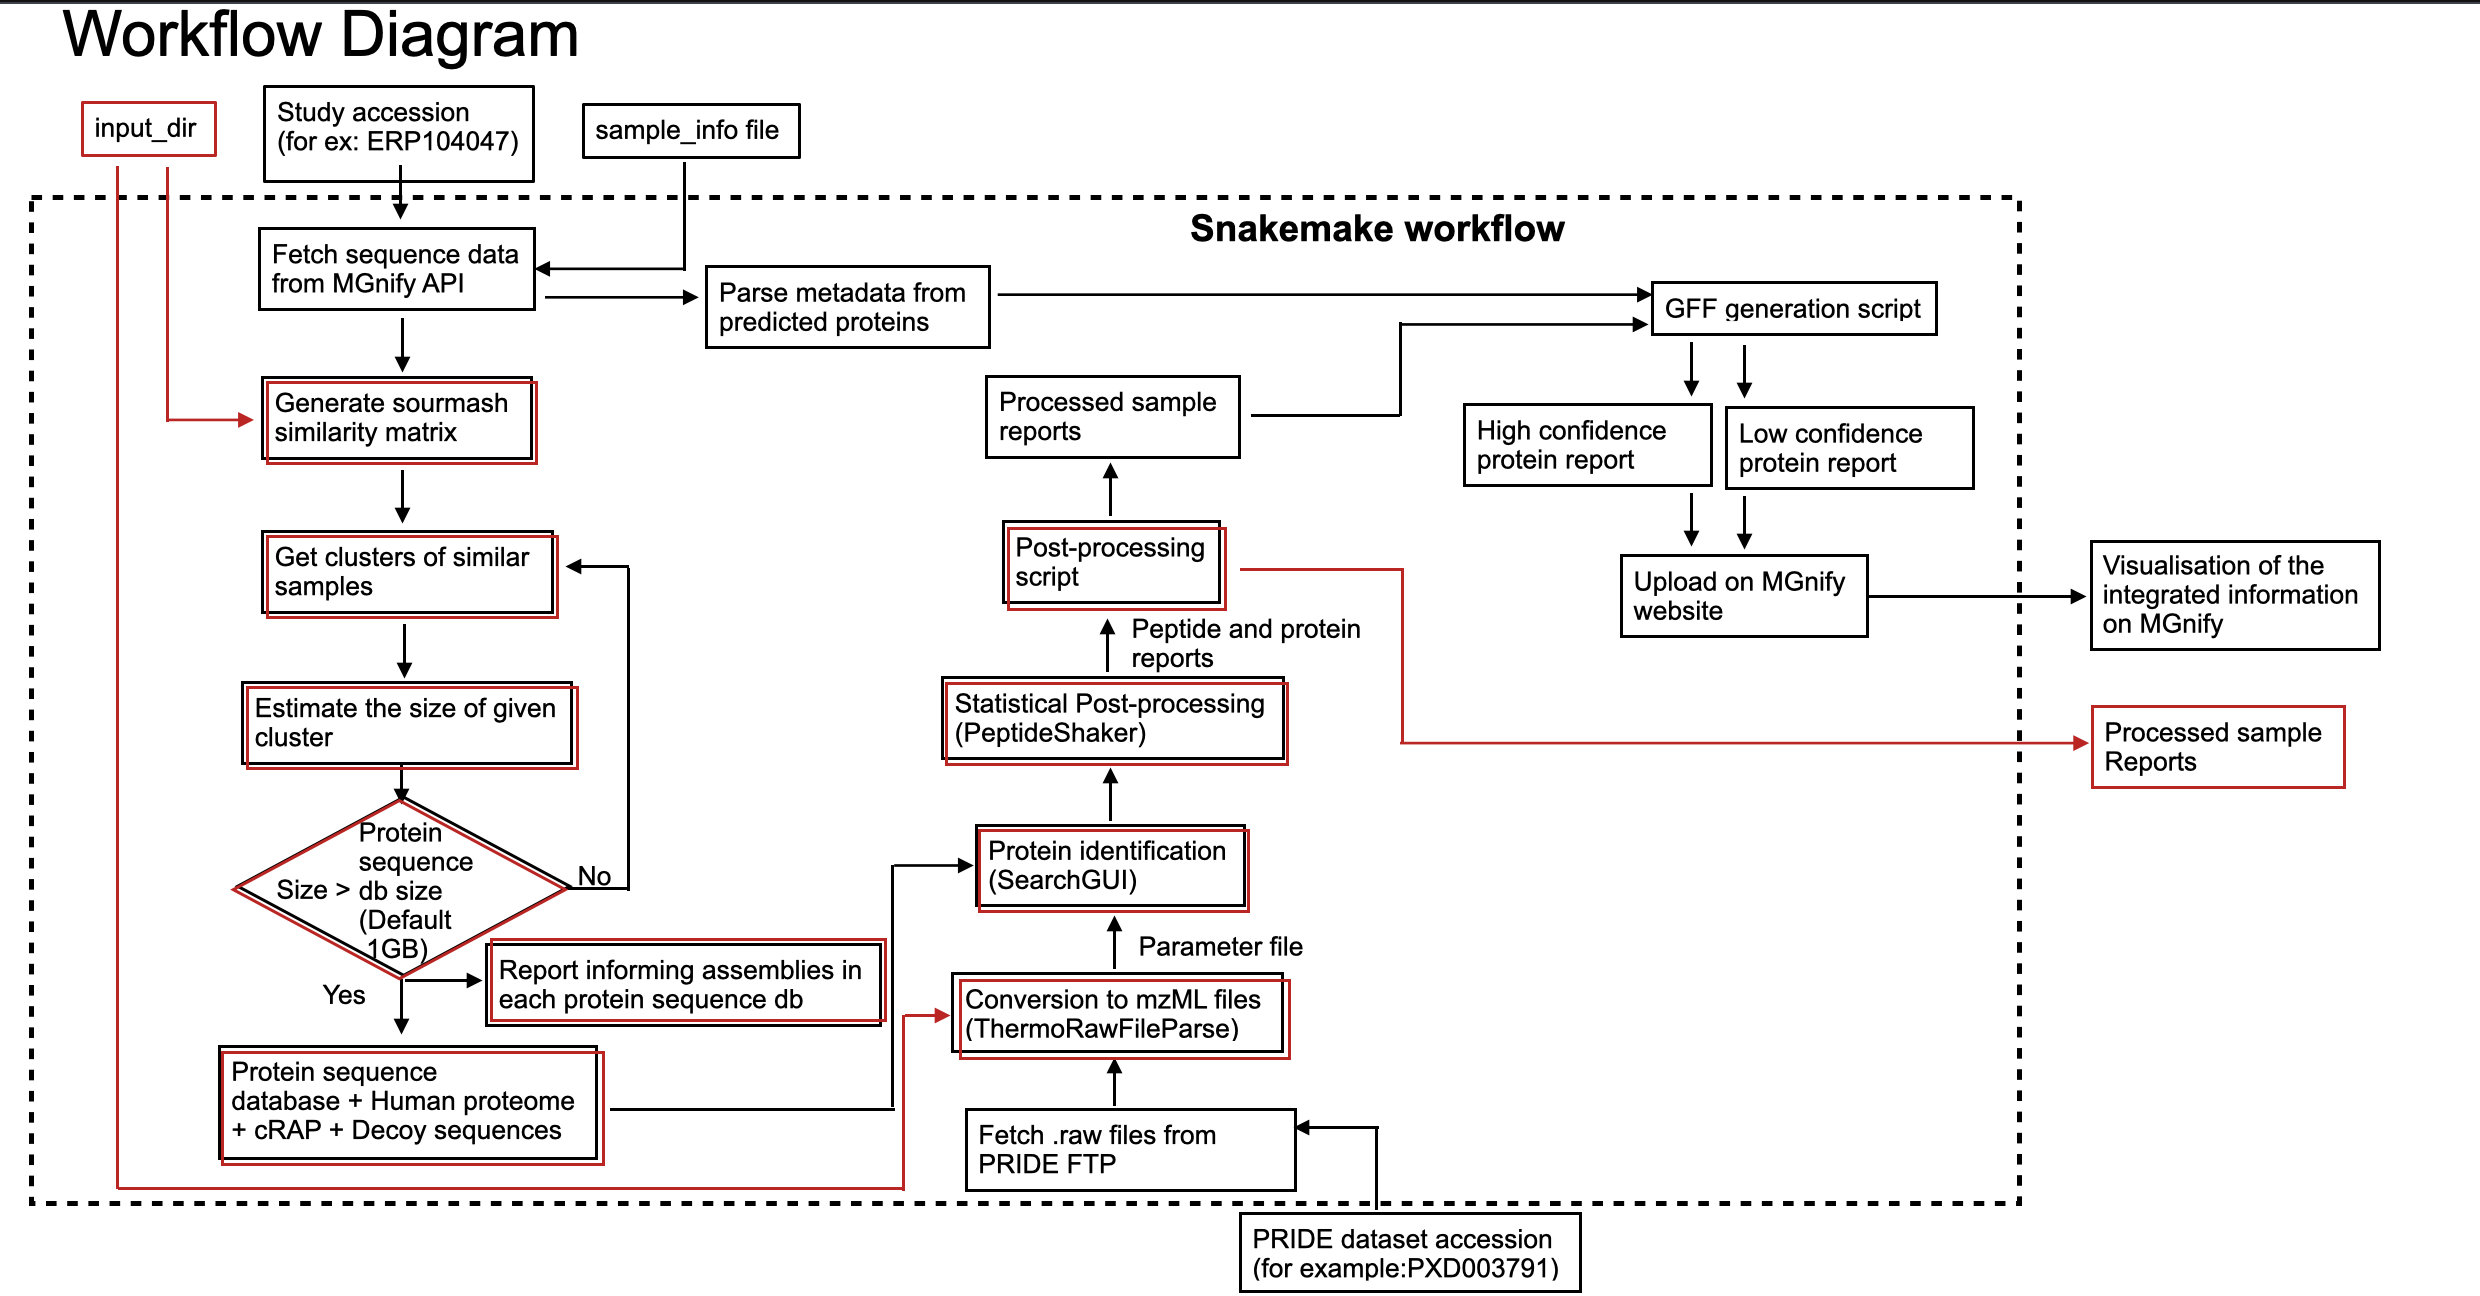 Workflow Diagram
input_dir
Study accession
(for ex: ERP104047)
sample_info file
Snakemake workflow
Fetch sequence data
from MGnify API
Parse metadata from
predicted proteins
GFF generation script
Generate sourmash
similarity matrix
Processed sample
reports
High confidence
protein report
Low confidence
protein report
Get clusters of similar
samples
Post-processing
script
Upload on MGnify
website
Visualisation of the
integrated information
on MGnify
Peptide and protein
reports
Estimate the size of given
cluster
Statistical Post-processing
(PeptideShaker)
Processed sample
Reports
Size >
Protein
sequence
db size
(Default
1GB)
No
Yes
Protein identification
(SearchGUI)
Parameter file
Report informing assemblies in
each protein sequence db
Conversion to mzML files
(ThermoRawFileParse)
Protein sequence
database + Human proteome
+ cRAP + Decoy sequences
Fetch .raw files from
PRIDE FTP
PRIDE dataset accession
(for example:PXD003791)